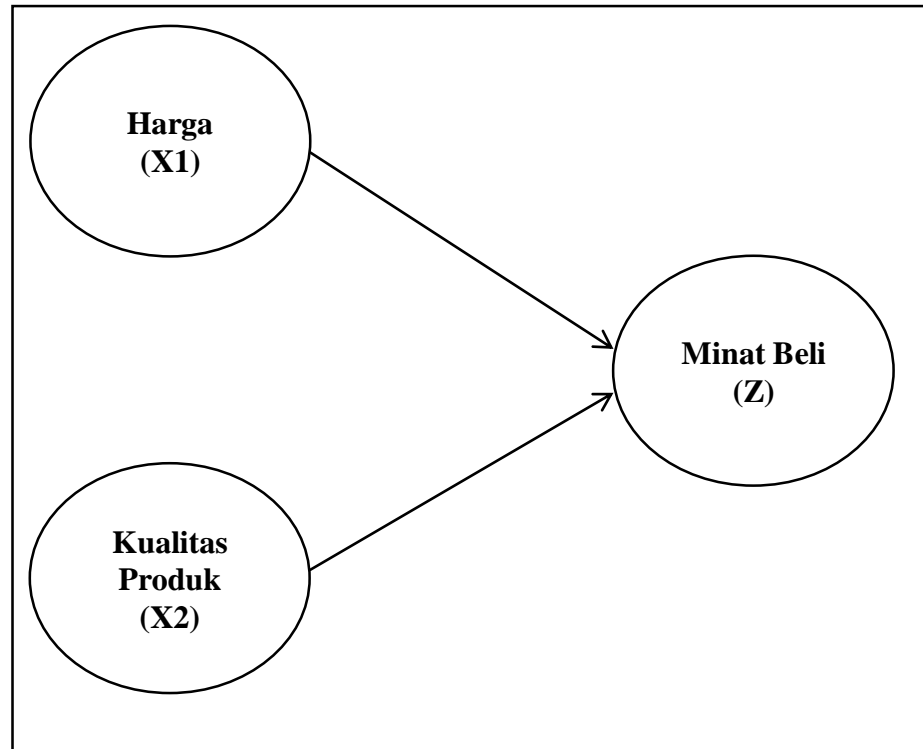 Harga
(X1)
Minat Beli
(Z)
Kualitas
Produk
(X2)